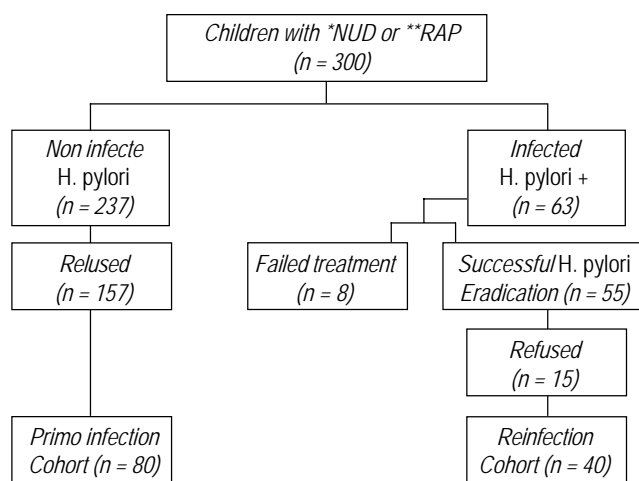 Children with *NUD or **RAP
(n = 300)
Non infecte
H. pylori
(n = 237)
Infected
H. pylori +
(n = 63)
Relused
(n = 157)
Failed treatment
(n = 8)
Successful H. pylori
Eradication (n = 55)
Refused
(n = 15)
Primo infection
Cohort (n = 80)
Reinfection
Cohort (n = 40)